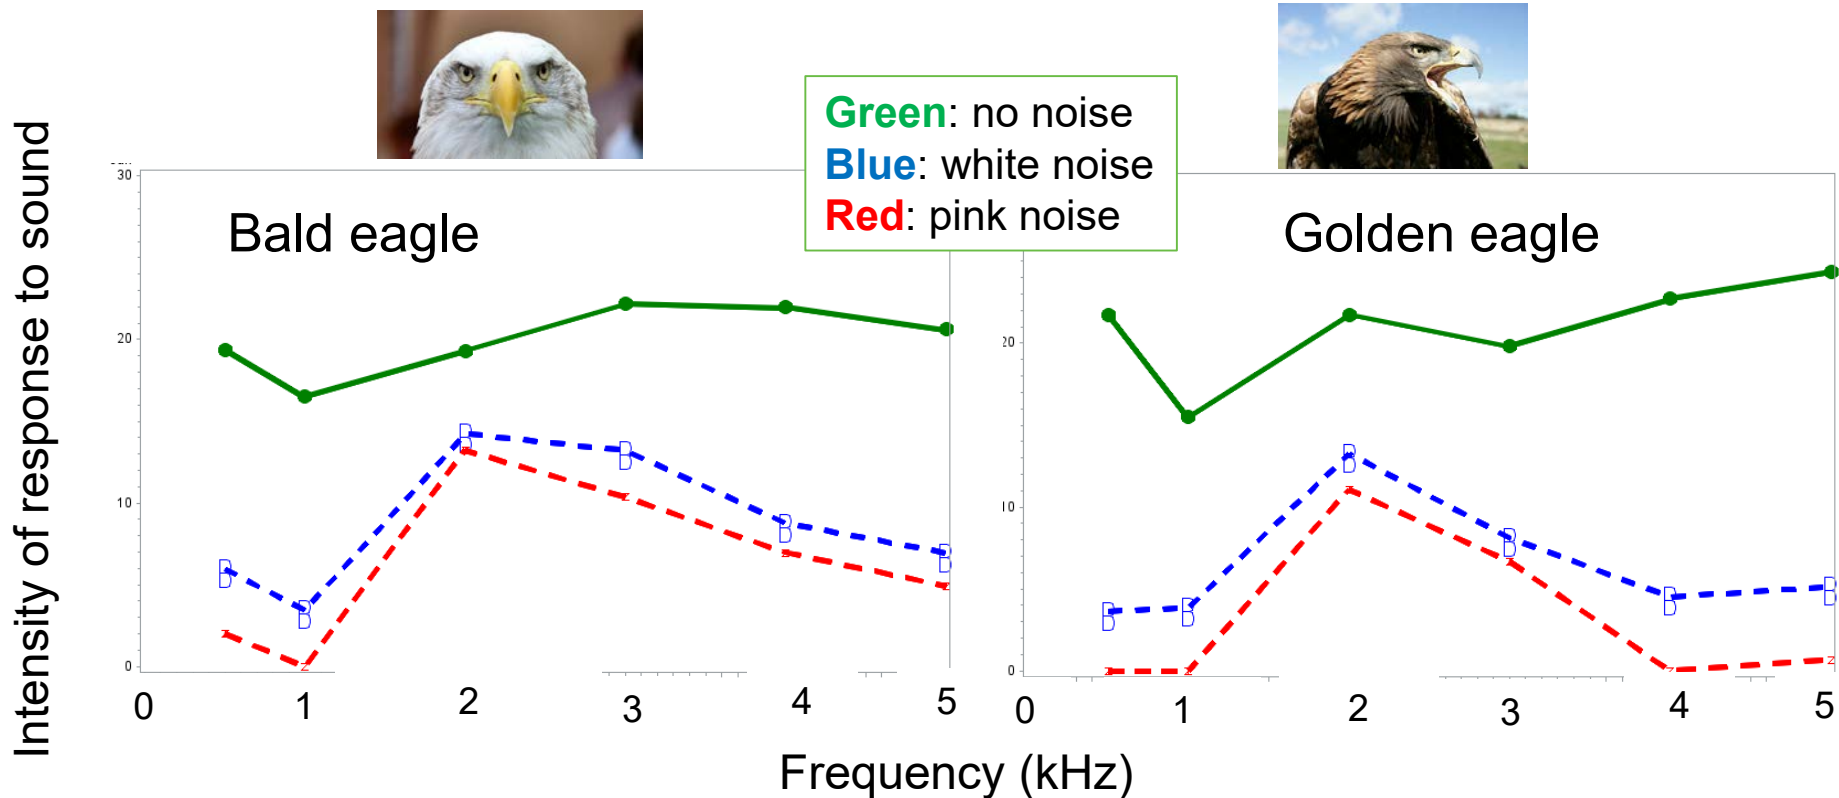 Intensity of response to sound
Green: no noise
Blue: white noise
Red: pink noise
Bald eagle
Golden eagle
30
20
10
0
20
10
0
0 1 2 3 4 5
0 1 2 3 4 5
Frequency (kHz)